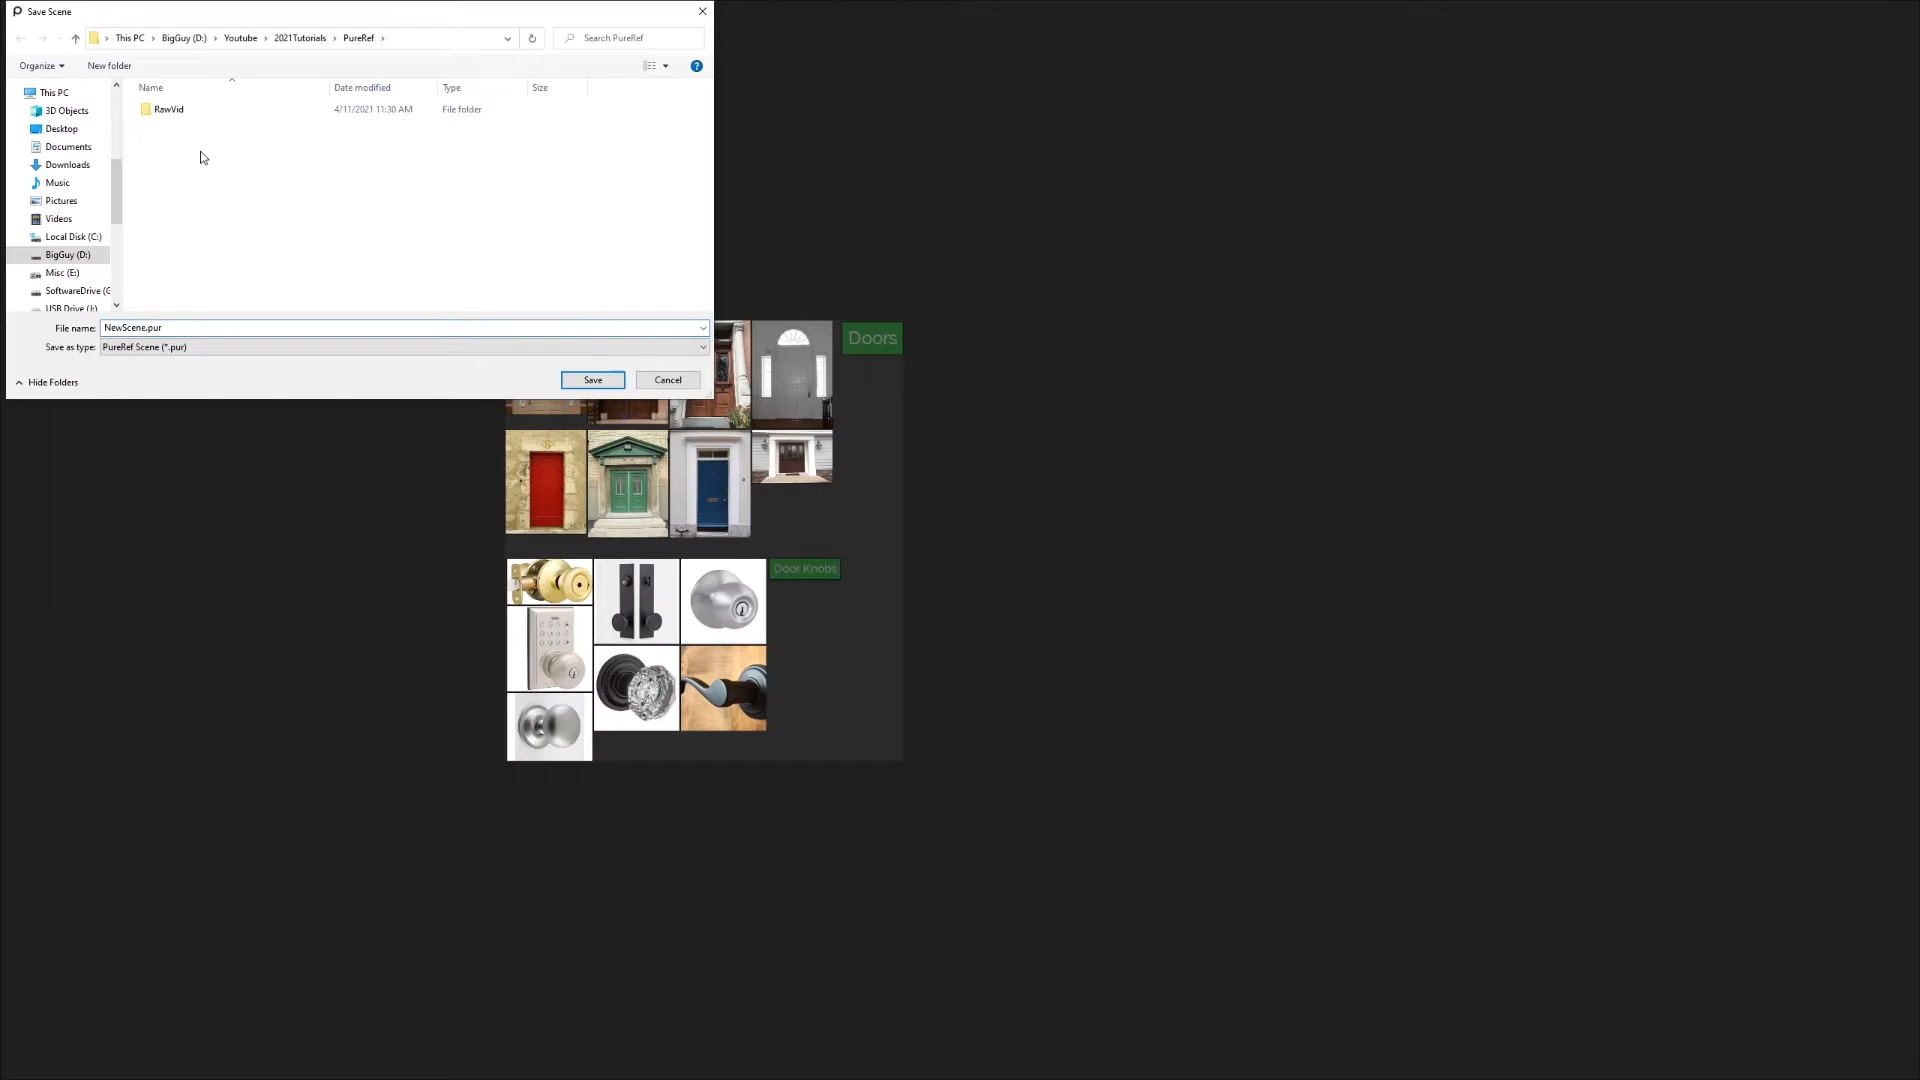 Save Scene
This PC > BigGuy (D:) > Youtube > 2021Tutorials > PureRef >
Search PureRef
Organize
New folder
Name
Date modified
Type
Size
RawVid
4/11/2021 11:30 AM
File folder
This PC
3D Objects
Desktop
Documents
Downloads
Music
Pictures
Videos
Local Disk (C:)
BigGuy (D:)
Misc (E:)
SoftwareDrive (G
USB Drive (I:)
File name: NewScene.pur
Save as type: PureRef Scene (*.pur)
Hide Folders
Save
Cancel
Doors
Door Knobs